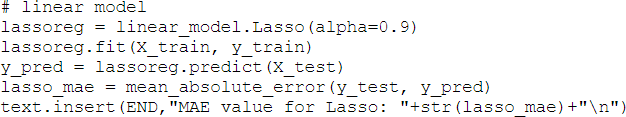 # linear model
lassoreg = linear_model.Lasso(alpha=0.9)
lassoreg.fit(X_train, y_train)
y_pred = lassoreg.predict(X_test)
lasso_mae = mean_absolute_error(y_test, y_pred)
text.insert(END,"MAE value for Lasso: "+str(lasso_mae)+"\n")